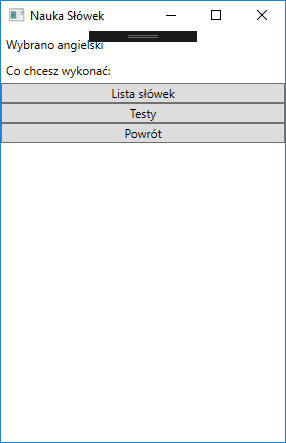 Nauka Słówek
Wybrano angielski
Co chcesz wykonać:
Lista słówek
Testy
Powrót